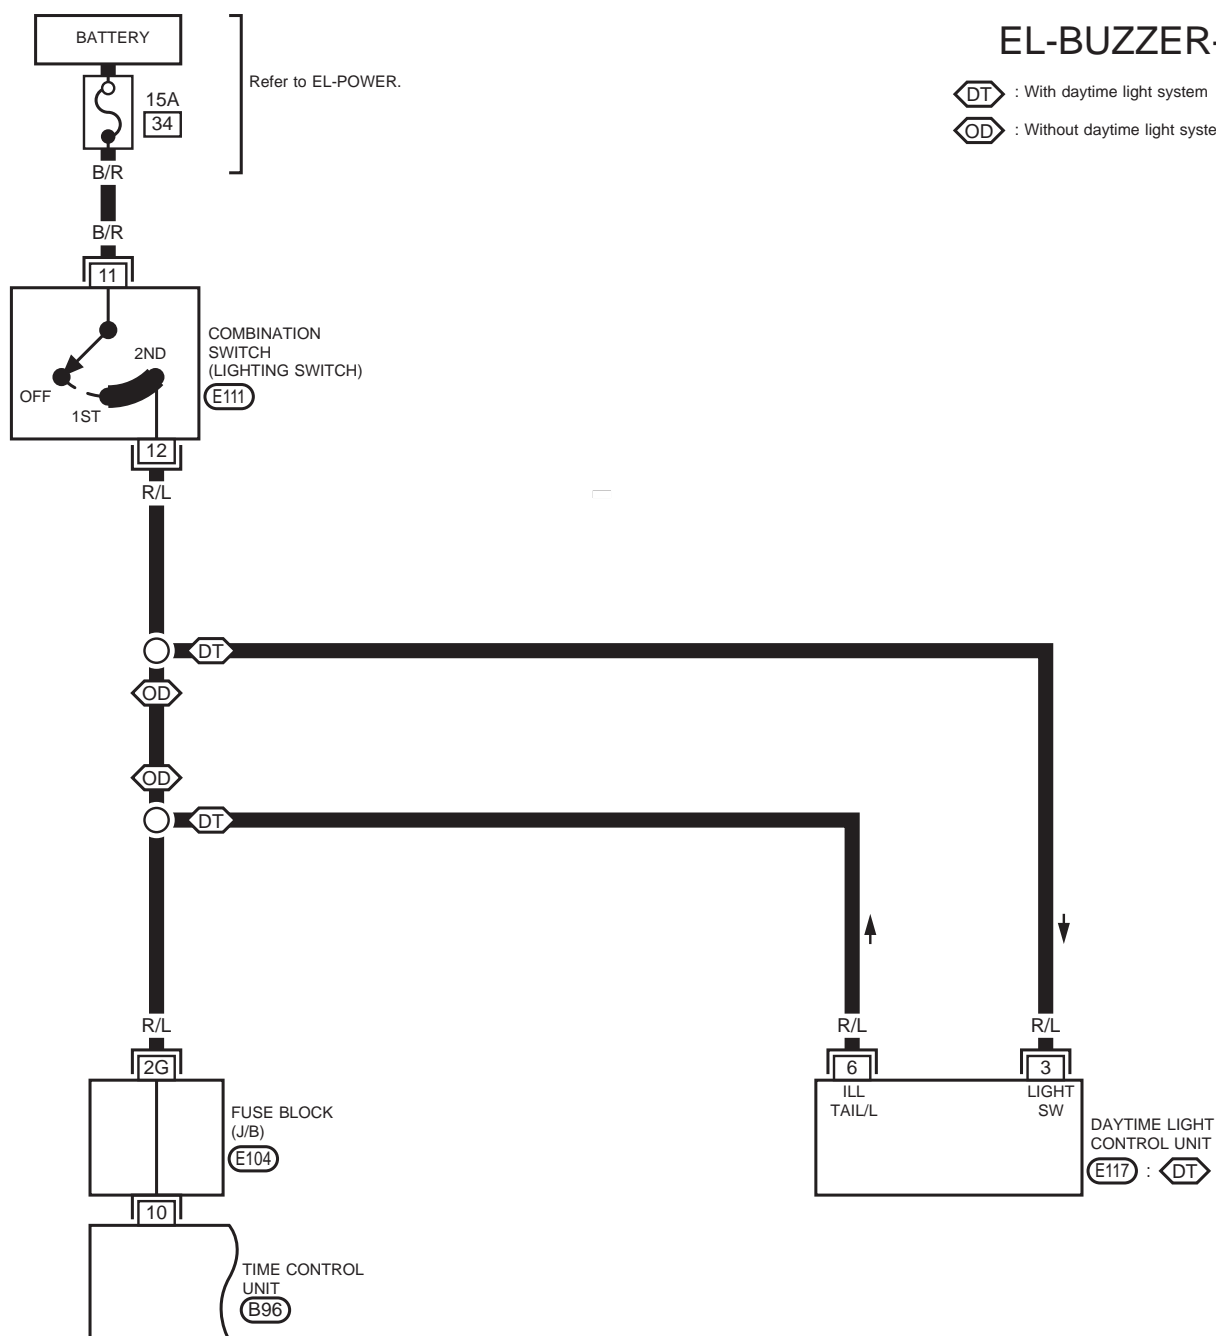 BATTERY
Refer to EL-POWER.
15A
34
B/R
B/R
11
EL-BUZZER-
DT : With daytime light system
OD : Without daytime light syste
COMBINATION
SWITCH
(LIGHTING SWITCH)
E111
2ND
OFF
1ST
12
R/L
DT
OD
OD
DT
R/L
R/L
R/L
2G
6
3
ILL
TAIL/L
LIGHT
SW
FUSE BLOCK
(J/B)
E104
DAYTIME LIGHT
CONTROL UNIT
E117 : DT
10
TIME CONTROL
UNIT
B96